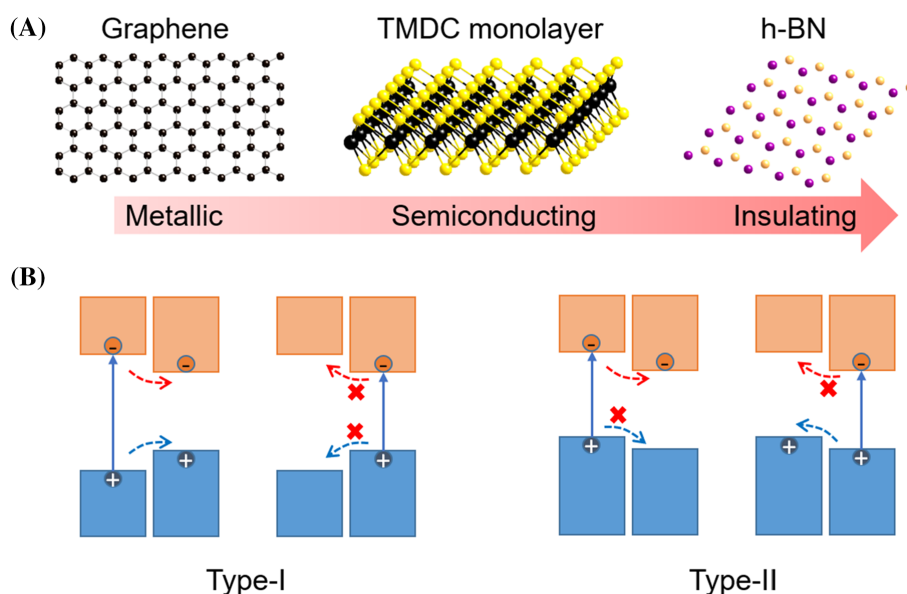 (A)
Graphene
TMDC monolayer
h-BN
Metallic
Semiconducting
Insulating
(B)
-
-
-
-
-
-
+
+
+
+
+
+
Type-I
Type-II